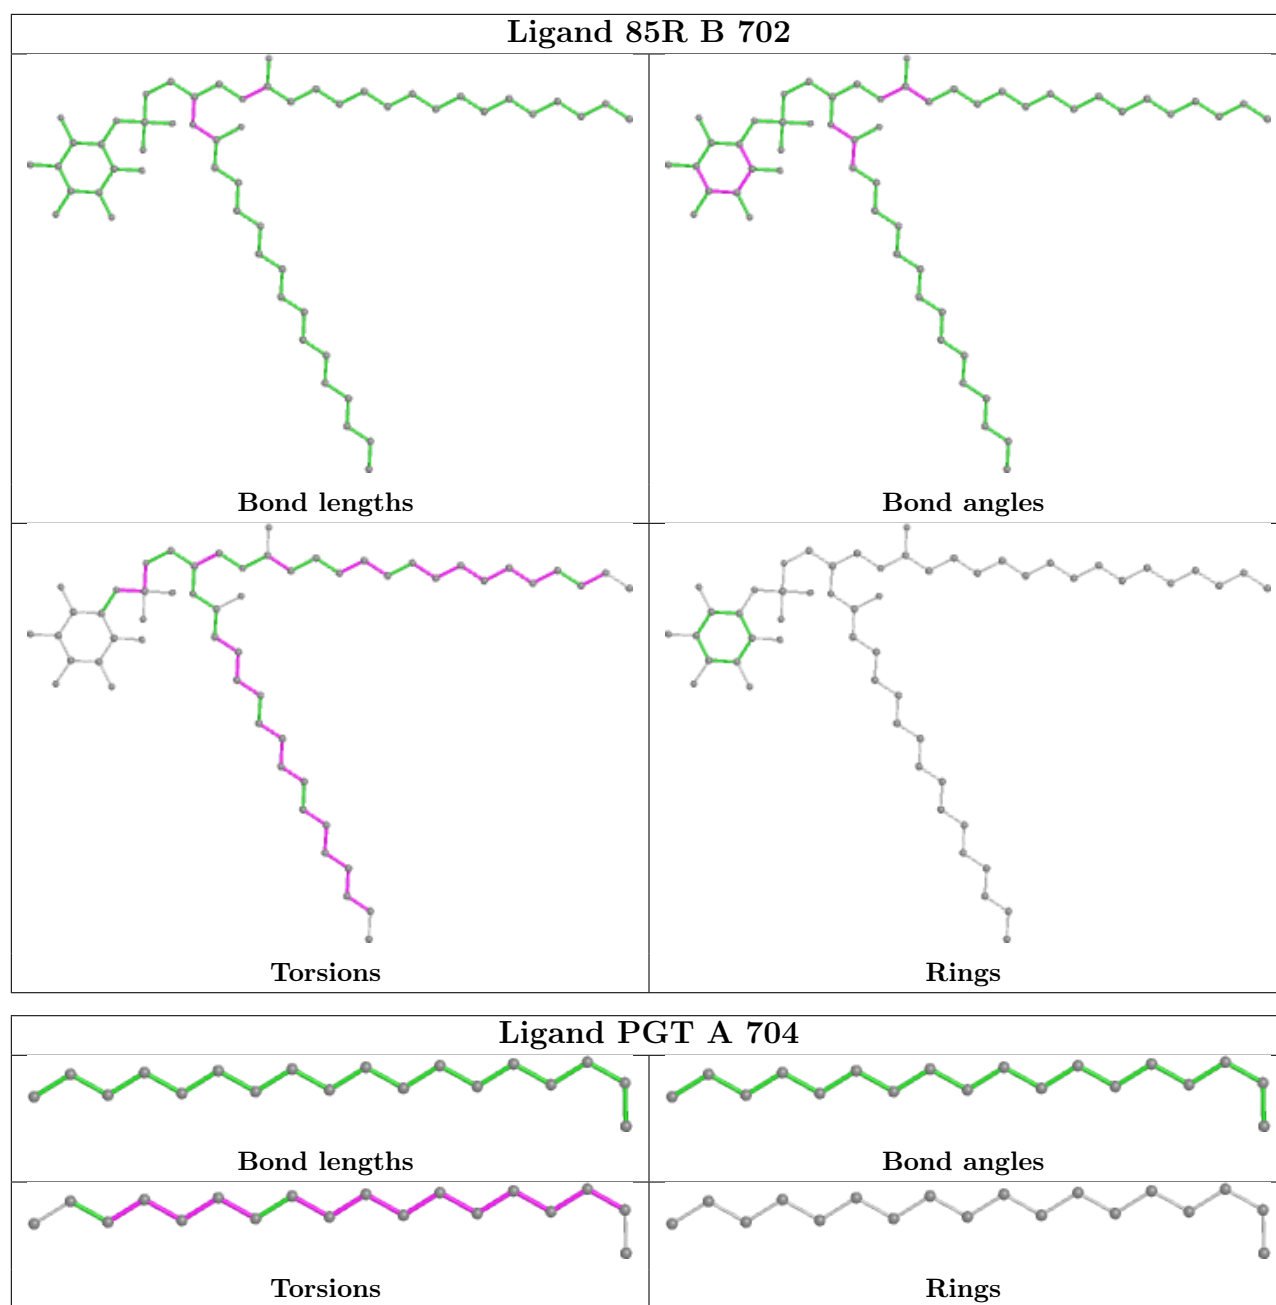 Ligand 85R B 702
Bond lengths
Bond angles
Torsions
Rings
Ligand PGT A 704
Bond lengths
Bond angles
Torsions
Rings